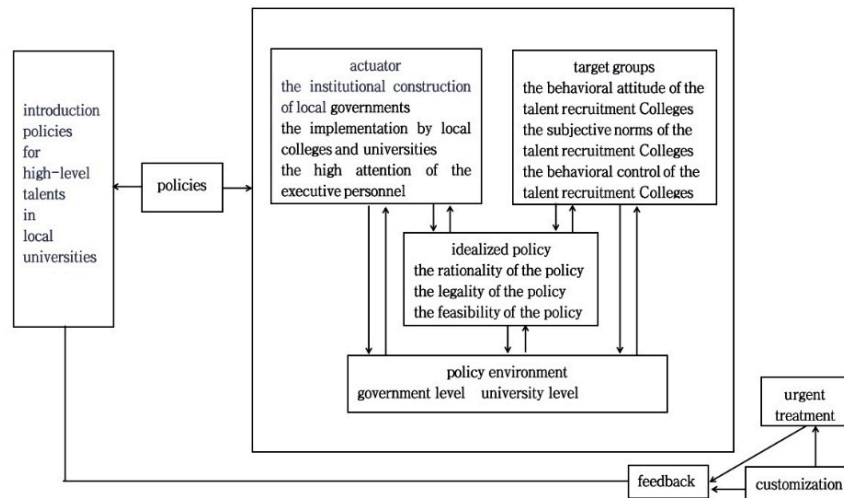 introduction
policies
for
high-level
talents
in
local
universities
policies
actuator
the institutional construction
of local governments
the implementation by local
colleges and universities
the high attention of the
executive personnel
target groups
the behavioral attitude of the
talent recruitment Colleges
the subjective norms of the
talent recruitment Colleges
the behavioral control of the
talent recruitment Colleges
idealized policy
the rationality of the policy
the legality of the policy
the feasibility of the policy
policy environment
government level university level
urgent
treatment
feedback
customization